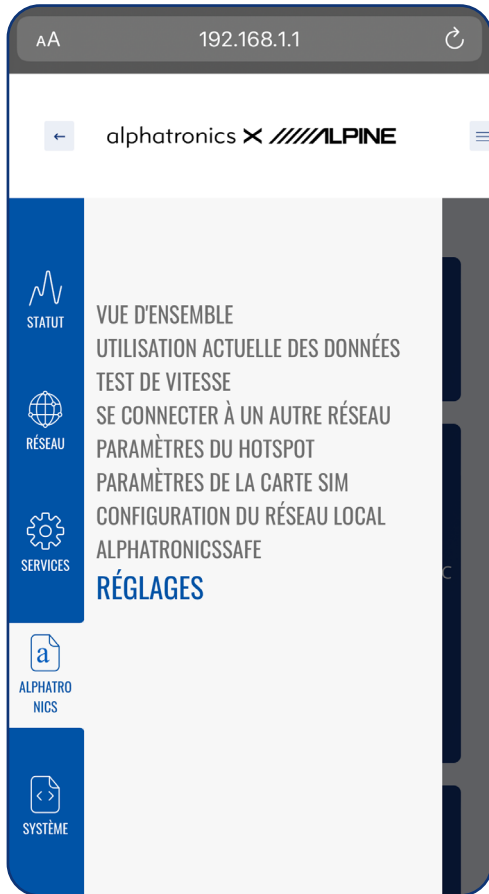 AA
192.168.1.1
alphatronics X ALPINE
STATUT
RÉSEAU
SERVICES
ALPHATRO
NICS
SYSTÈME
VUE D'ENSEMBLE
UTILISATION ACTUELLE DES DONNÉES
TEST DE VITESSE
SE CONNECTER À UN AUTRE RÉSEAU
PARAMÈTRES DU HOTSPOT
PARAMÈTRES DE LA CARTE SIM
CONFIGURATION DU RÉSEAU LOCAL
ALPHATRONICSSAFE
RÉGLAGES
a
C